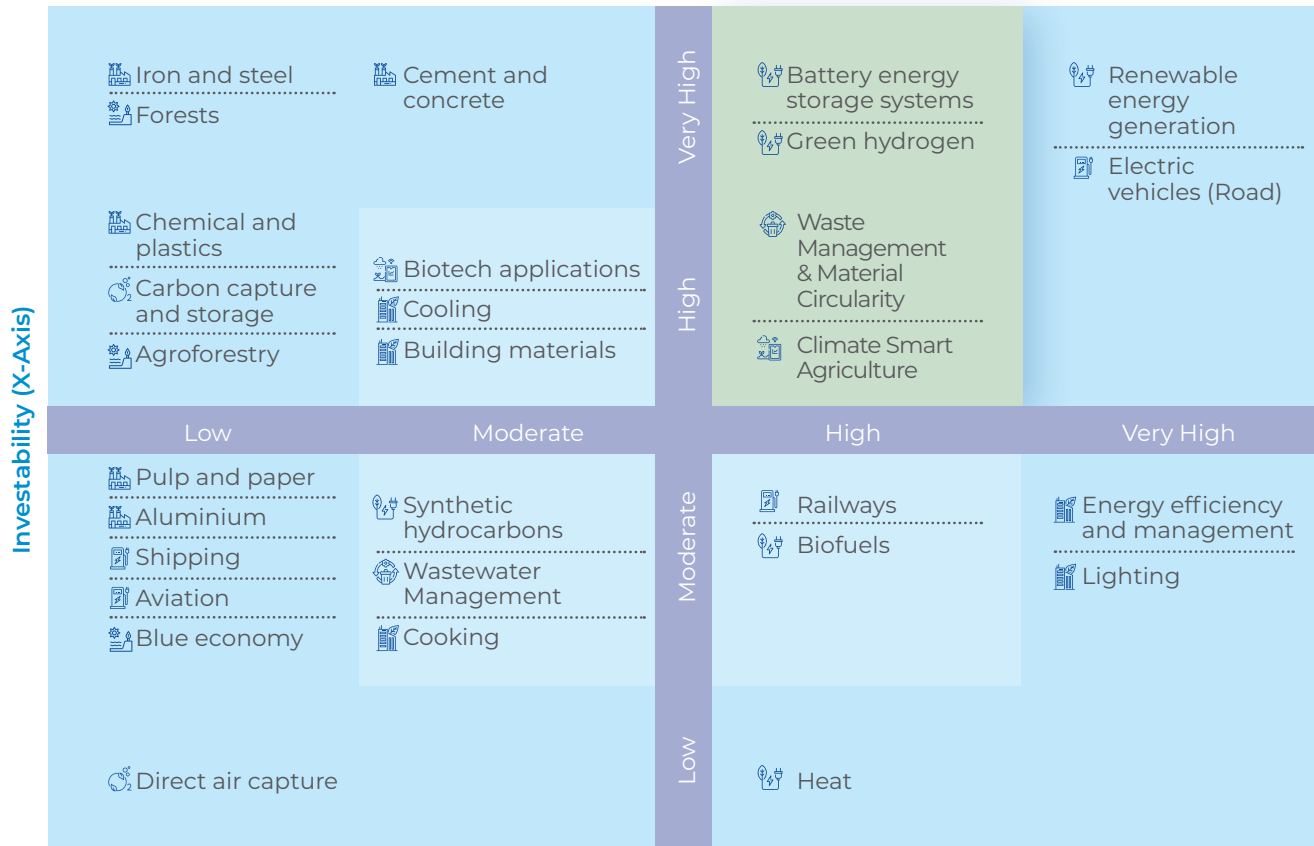 Investability (X-Axis)
Iron and steel
Forests
Cement and
concrete
Very High
Battery energy
storage systems
Green hydrogen
Renewable
energy
generation
Electric
vehicles (Road)
Chemical and
plastics
Carbon capture
and storage
Agroforestry
Biotech applications
Cooling
Building materials
High
Waste
Management
& Material
Circularity
Climate Smart
Agriculture
Low
Moderate
High
Very High
Pulp and paper
Aluminium
Shipping
Aviation
Blue economy
Synthetic
hydrocarbons
Wastewater
Management
Cooking
Moderate
Railways
Biofuels
Energy efficiency
and management
Lighting
Direct air capture
Low
Heat